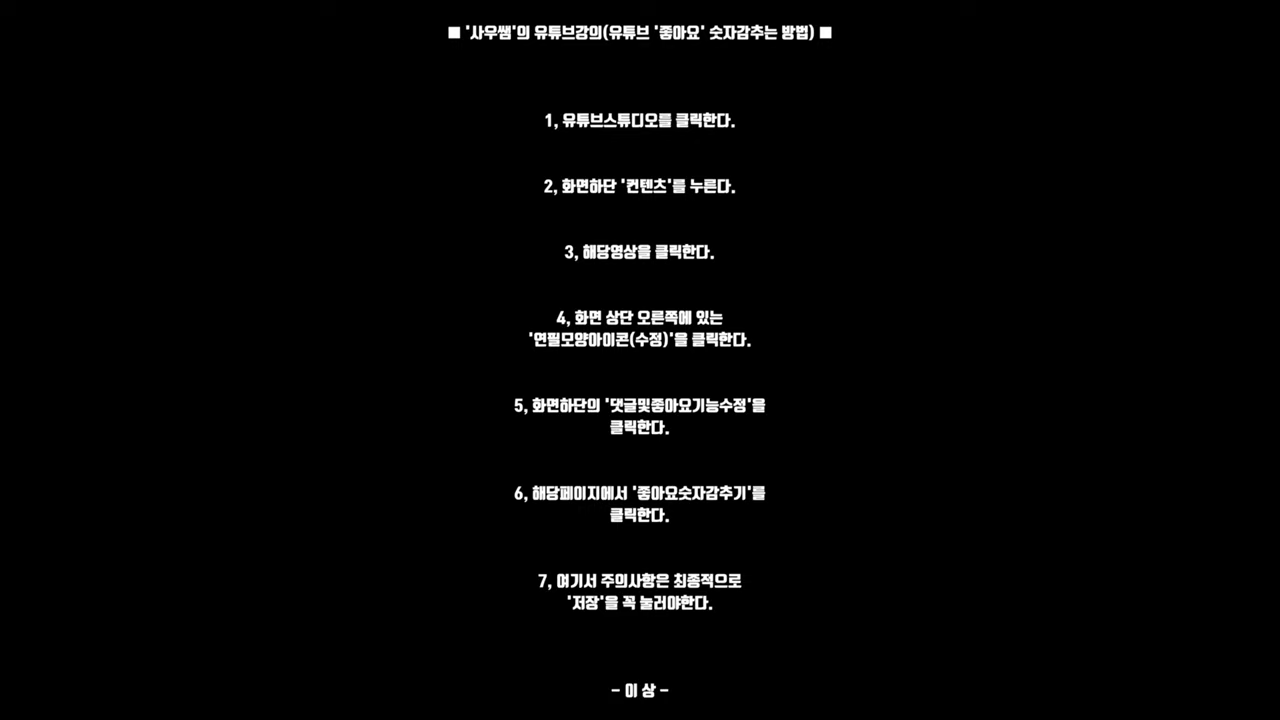 ■ '사우쌤'의 유튜브강의(유튜브 '좋아요' 숫자감추는 방법) ■
1, 유튜브스튜디오를 클릭한다.
2, 화면하단 '컨텐츠'를 누른다.
3, 해당영상을 클릭한다.
4, 화면 상단 오른쪽에 있는
'연필모양아이콘(수정)'을 클릭한다.
5, 화면하단의 '댓글및좋아요기능수정'을
클릭한다.
6, 해당페이지에서 '좋아요숫자감추기'를
클릭한다.
7, 여기서 주의사항은 최종적으로
'저장'을 꼭 눌러야한다.
- 이 상 -